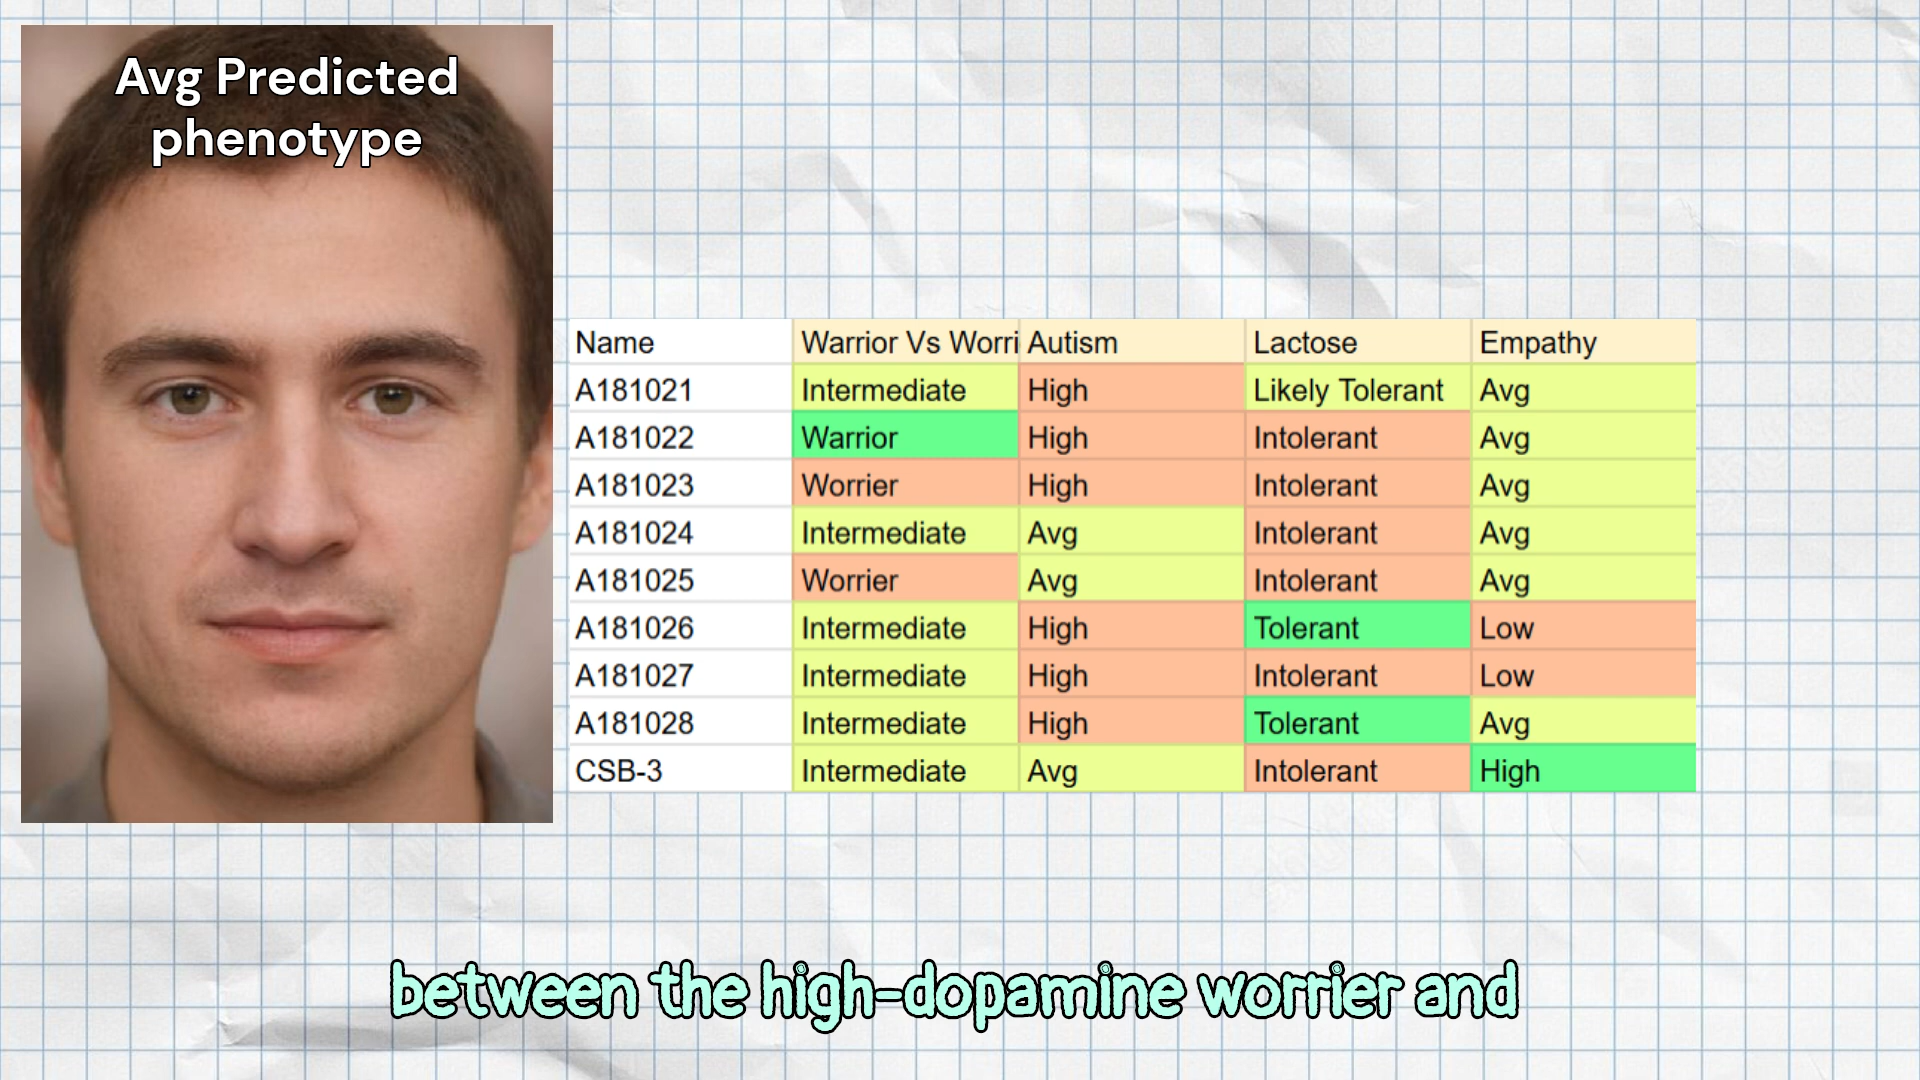 Avg Predicted
phenotype
Name Warrior Vs Worri Autism Lactose Empathy
A181021 Intermediate High Likely Tolerant Avg
A181022 Warrior High Intolerant Avg
A181023 Worrier High Intolerant Avg
A181024 Intermediate Avg Intolerant Avg
A181025 Worrier Avg Intolerant Avg
A181026 Intermediate High Tolerant Low
A181027 Intermediate High Intolerant Low
A181028 Intermediate High Tolerant Avg
CSB-3 Intermediate Avg Intolerant High
between the high-dopamine worrier and